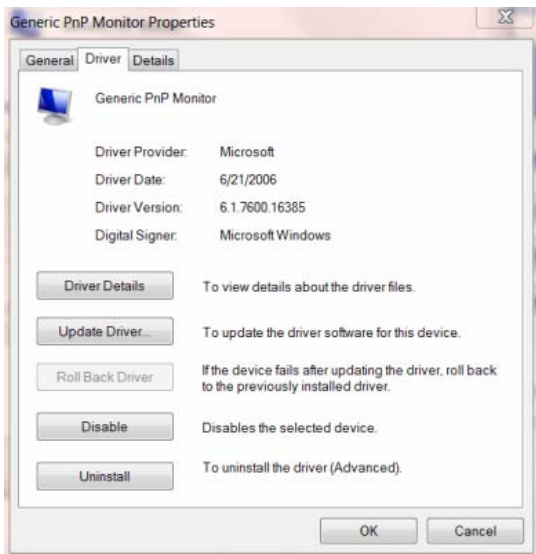 Generic PnP Monitor Properties
General Driver Details
Generic PnP Monitor
Driver Provider: Microsoft
Driver Date: 6/21/2006
Driver Version: 6.1.7600.16385
Digital Signer: Microsoft Windows
Driver Details To view details about the driver files.
Update Driver... To update the driver software for this device.
Roll Back Driver If the device fails after updating the driver, roll back
to the previously installed driver.
Disable Disables the selected device.
Uninstall To uninstall the driver (Advanced).
OK Cancel